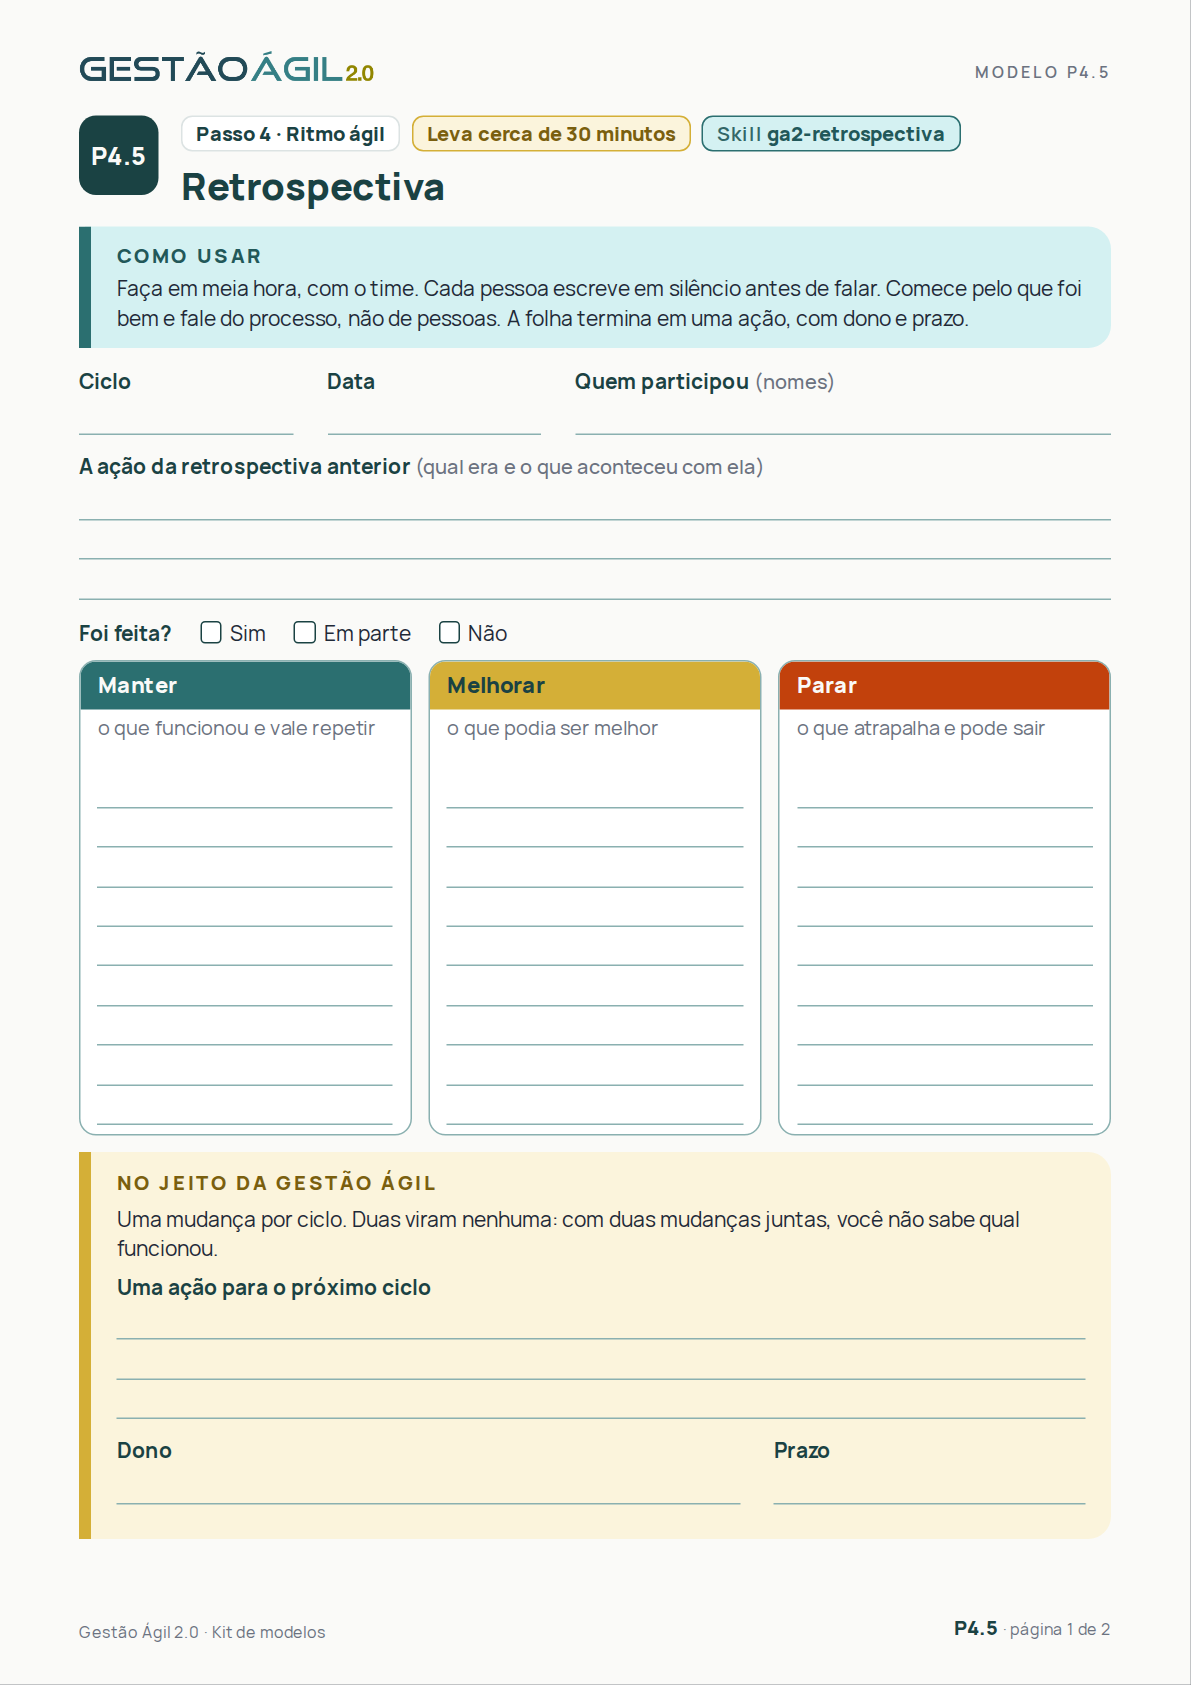 GESTÃOÁGIL2.0
MODELO P4.5
P4.5
Passo 4 · Ritmo ágil
Leva cerca de 30 minutos
Skill ga2-retrospectiva
Retrospectiva
COMO USAR
Faça em meia hora, com o time. Cada pessoa escreve em silêncio antes de falar. Comece pelo que foi
bem e fale do processo, não de pessoas. A folha termina em uma ação, com dono e prazo.
Ciclo
Data
Quem participou (nomes)
A ação da retrospectiva anterior (qual era e o que aconteceu com ela)
Foi feita? Sim Em parte Não
Manter
o que funcionou e vale repetir
Melhorar
o que podia ser melhor
Parar
o que atrapalha e pode sair
NO JEITO DA GESTÃO ÁGIL
Uma mudança por ciclo. Duas viram nenhuma: com duas mudanças juntas, você não sabe qual
funcionou.
Uma ação para o próximo ciclo
Dono
Prazo
Gestão Ágil 2.0 · Kit de modelos
P4.5 · página 1 de 2